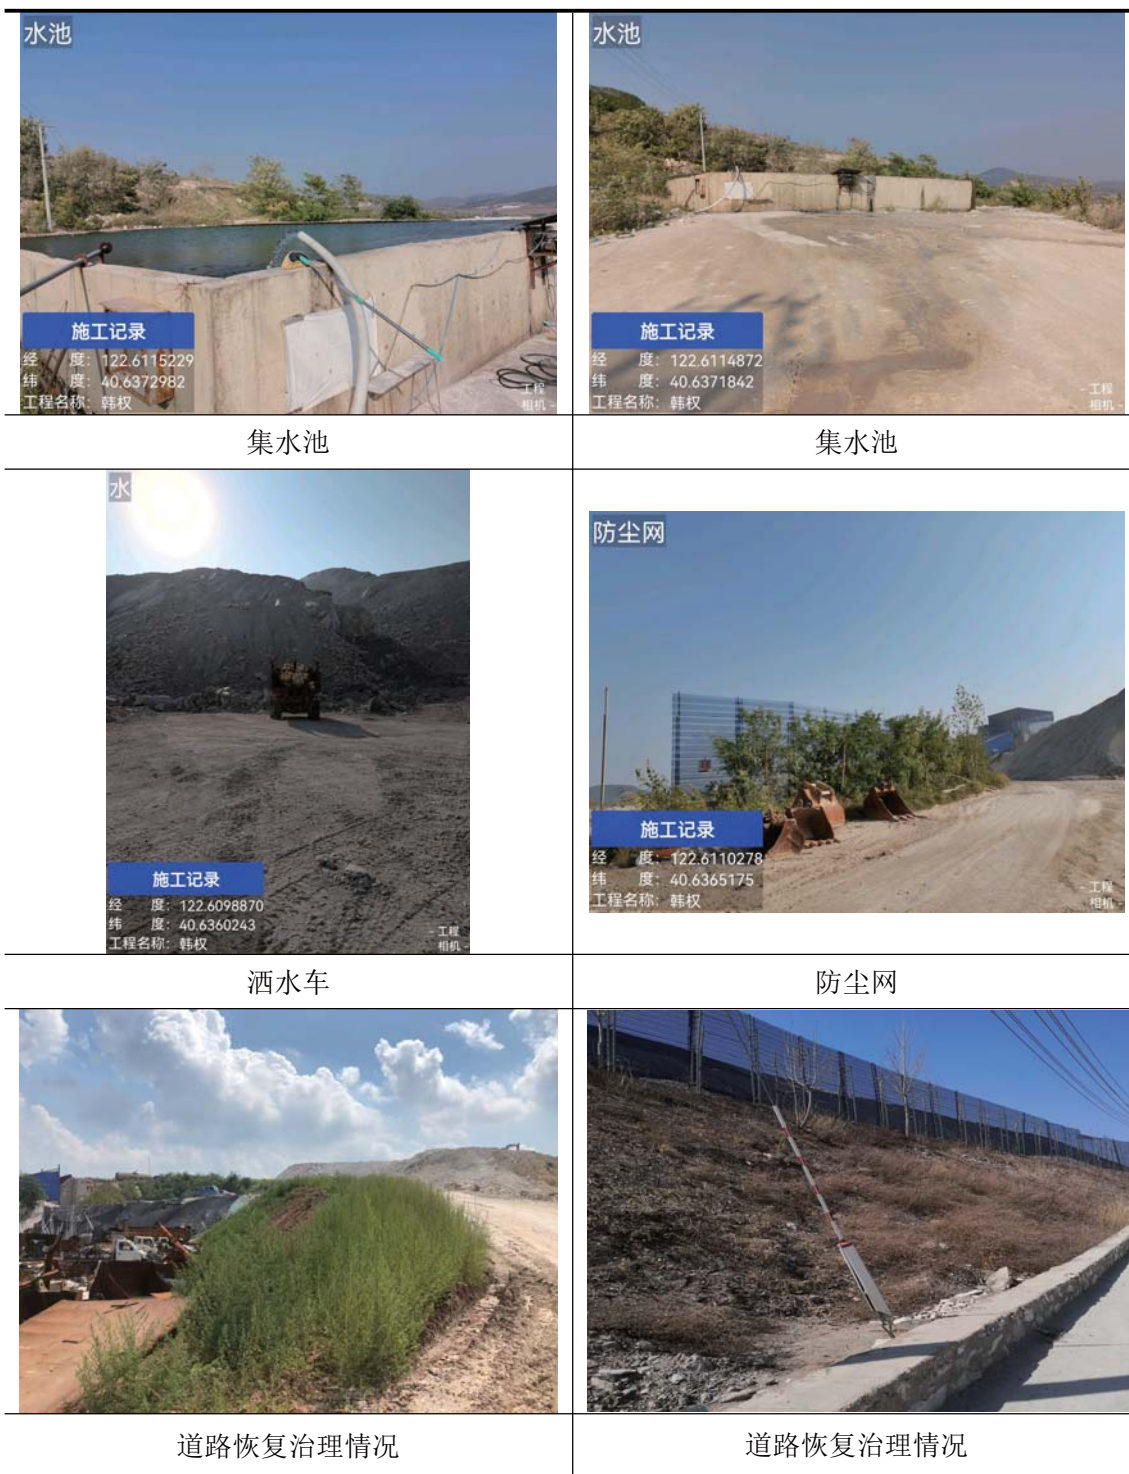 水池
施工记录
经 度：122.6115229
纬 度：40.6372982
工程名称：韩权
- 工程
相机 -
水池
施工记录
经 度：122.6114872
纬 度：40.6371842
工程名称：韩权
- 工程
相机 -
集水池
集水池
水
施工记录
经 度：122.6098870
纬 度：40.6360243
工程名称：韩权
- 工程
相机 -
防尘网
施工记录
经 度：122.6110278
纬 度：40.6365175
工程名称：韩权
- 工程
相机 -
洒水车
防尘网
道路恢复治理情况
道路恢复治理情况